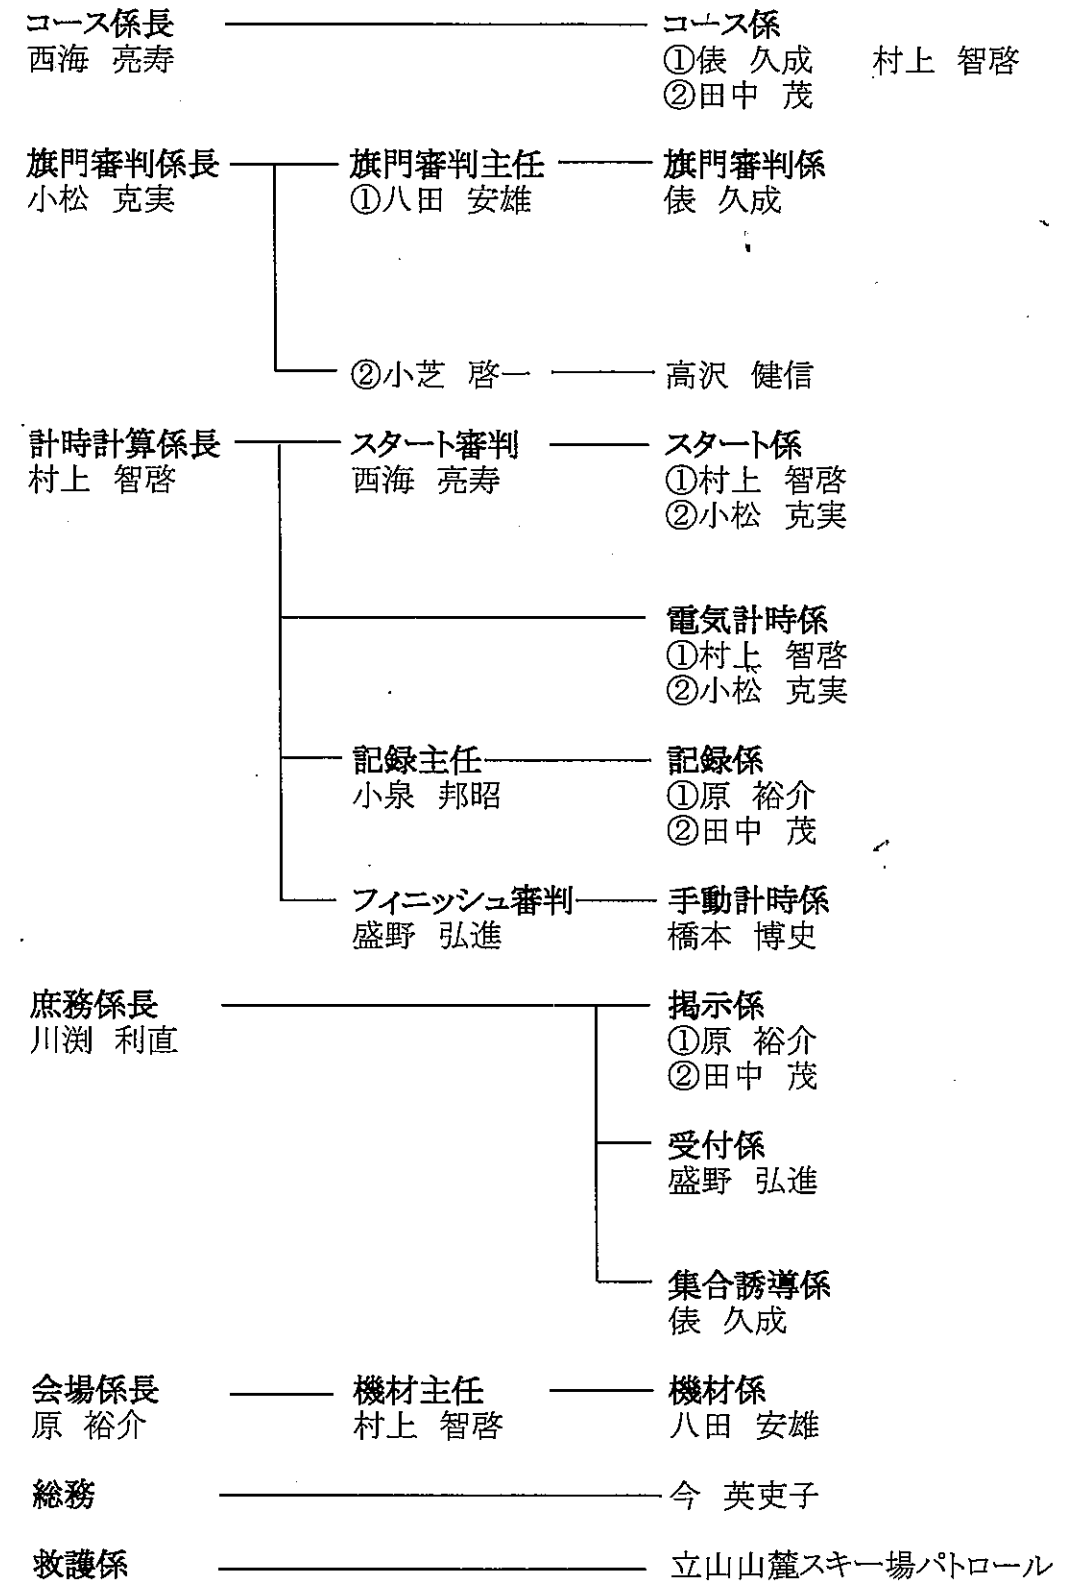 コース係長 コース係
西海 亮寿 ①俵 久成 村上 智啓
②田中 茂
旗門審判係長 旗門審判主任 旗門審判係
小松 克実 ①八田 安雄 俵 久成
②小芝 啓一 高沢 健信
計時計算係長 スタート審判 スタート係
村上 智啓 西海 亮寿 ①村上 智啓
②小松 克実
電気計時係
①村上 智啓
②小松 克実
記録主任 記録係
小泉 邦昭 ①原 裕介
②田中 茂
フィニッシュ審判 手動計時係
盛野 弘進 橋本 博史
庶務係長 掲示係
川渕 利直 ①原 裕介
②田中 茂
受付係
盛野 弘進
集合誘導係
俵 久成
会場係長 機材主任 機材係
原 裕介 村上 智啓 八田 安雄
総務 今 英吏子
救護係 立山山麓スキー場パトロール